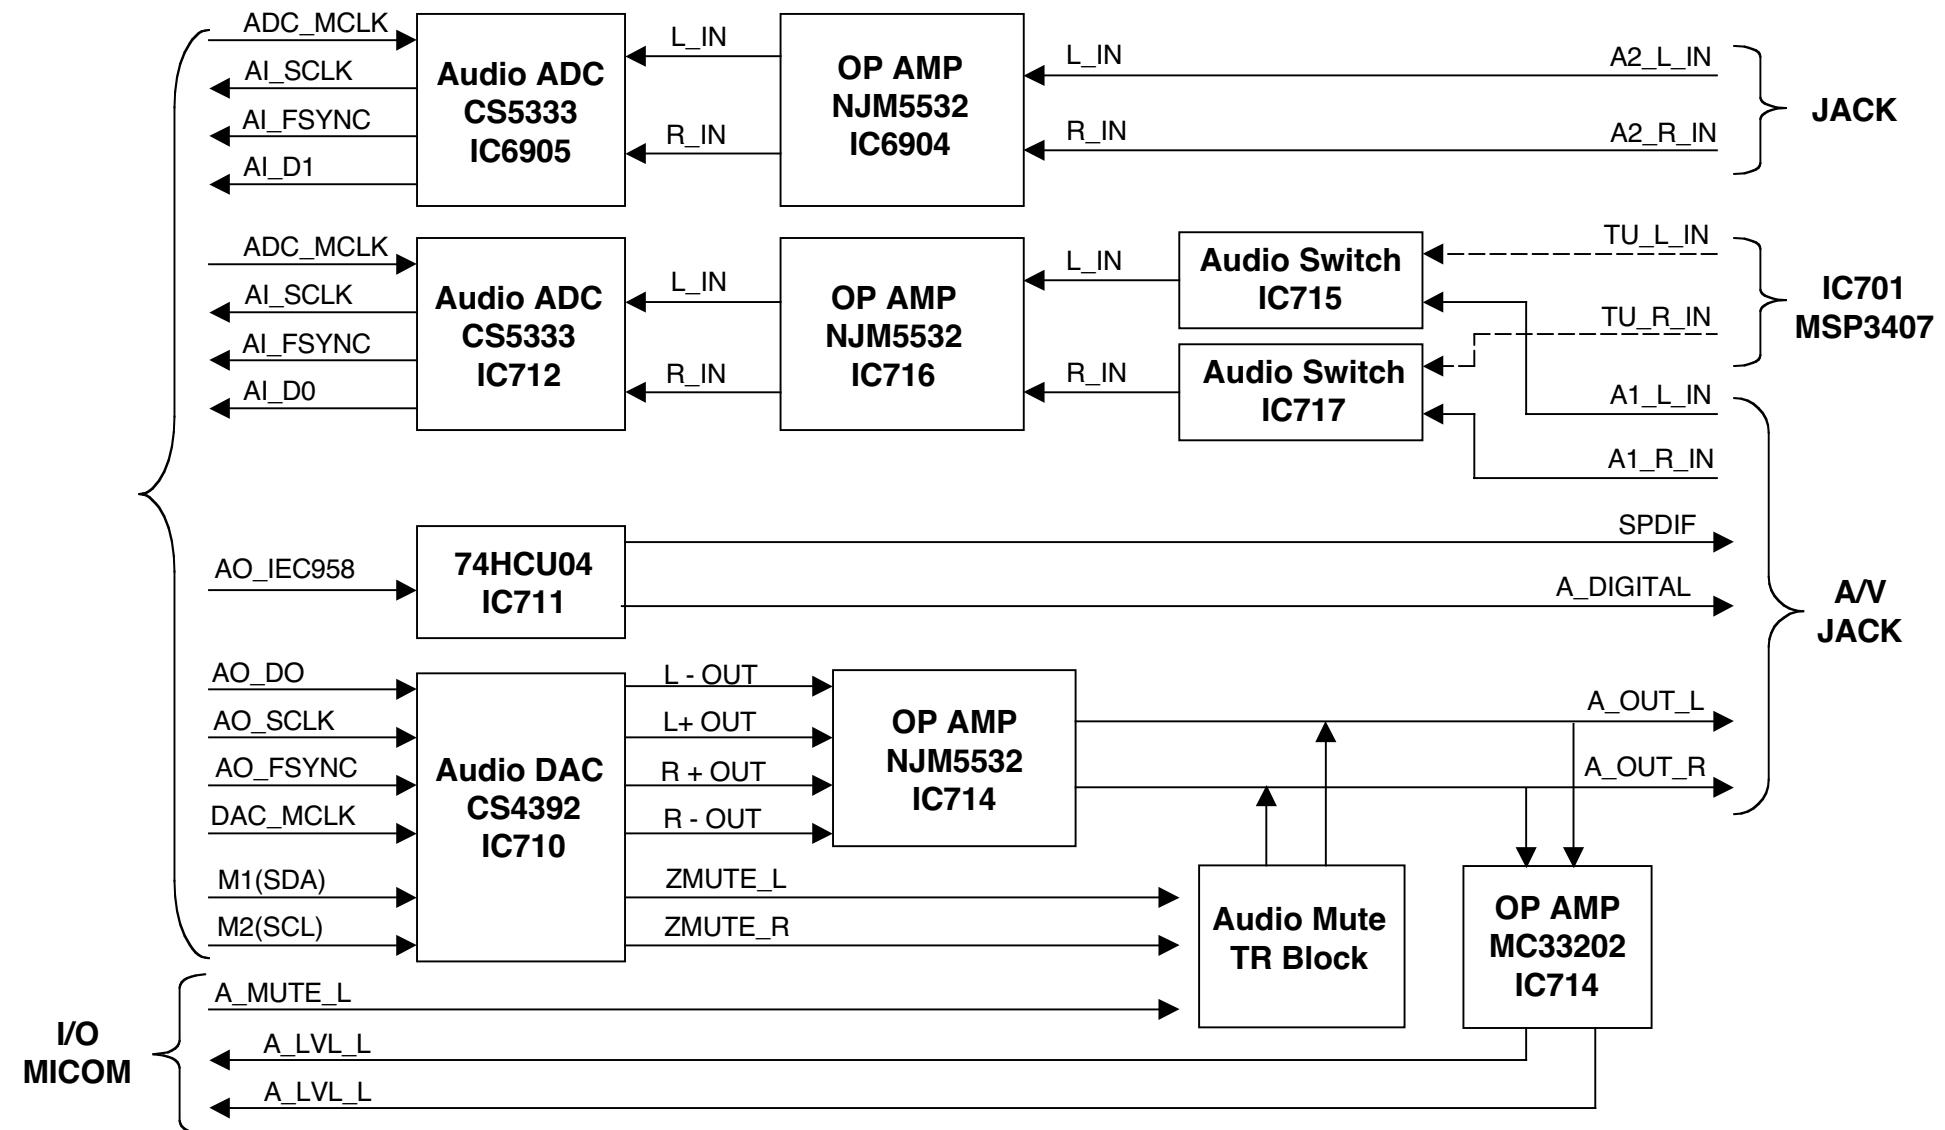 ADC_MCLK
AI_SCLK
AI_FSYNC
AI_D1
Audio ADC
CS5333
IC6905
L_IN
R_IN
OP AMP
NJM5532
IC6904
L_IN
R_IN
A2_L_IN
A2_R_IN
JACK
ADC_MCLK
AI_SCLK
AI_FSYNC
AI_D0
Audio ADC
CS5333
IC712
L_IN
R_IN
OP AMP
NJM5532
IC716
L_IN
R_IN
Audio Switch
IC715
Audio Switch
IC717
TU_L_IN
TU_R_IN
IC701
MSP3407
A1_L_IN
A1_R_IN
AO_IEC958
74HCU04
IC711
SPDIF
A_DIGITAL
A/V
JACK
AO_DO
AO_SCLK
AO_FSYNC
DAC_MCLK
M1(SDA)
M2(SCL)
Audio DAC
CS4392
IC710
L - OUT
L+ OUT
R + OUT
R - OUT
ZMUTE_L
ZMUTE_R
OP AMP
NJM5532
IC714
A_OUT_L
A_OUT_R
Audio Mute
TR Block
OP AMP
MC33202
IC714
I/O
MICOM
A_MUTE_L
A_LVL_L
A_LVL_L